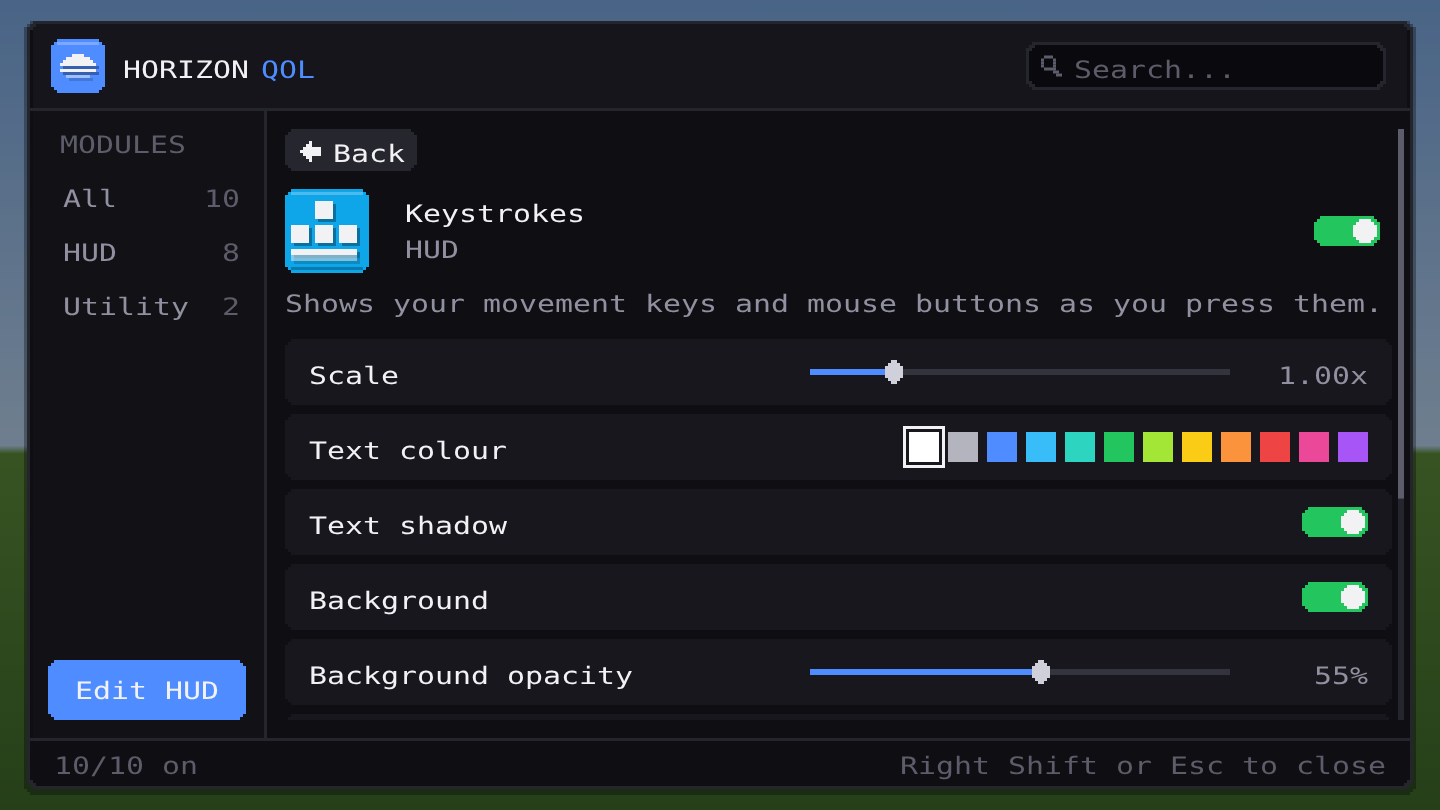 HORIZON QOL
Search...
MODULES
All 10
HUD 8
Utility 2
Edit HUD
Back
Keystrokes
HUD
Shows your movement keys and mouse buttons as you press them.
Scale 1.00x
Text colour
Text shadow
Background
Background opacity 55%
10/10 on
Right Shift or Esc to close